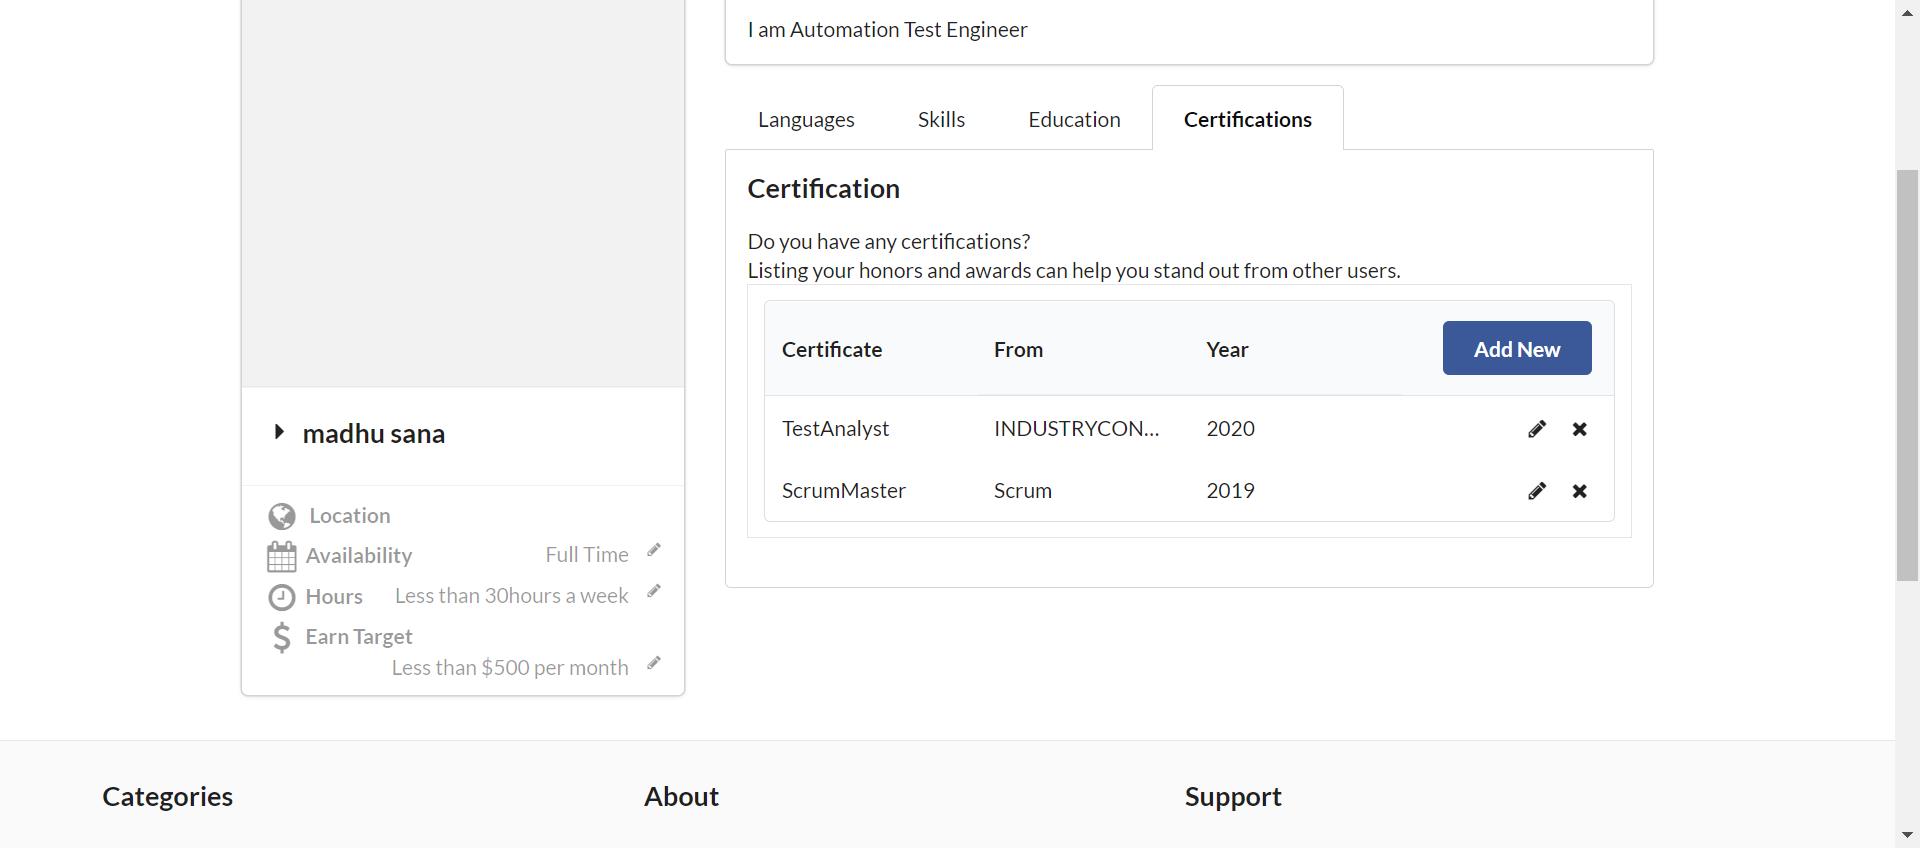 I am Automation Test Engineer
Languages Skills Education Certifications
Certification
Do you have any certifications?
Listing your honors and awards can help you stand out from other users.
Certificate From Year Add New
TestAnalyst INDUSTRYCON... 2020
ScrumMaster Scrum 2019
madhu sana
Location
Availability Full Time
Hours Less than 30hours a week
Earn Target
Less than $500 per month
Categories About Support